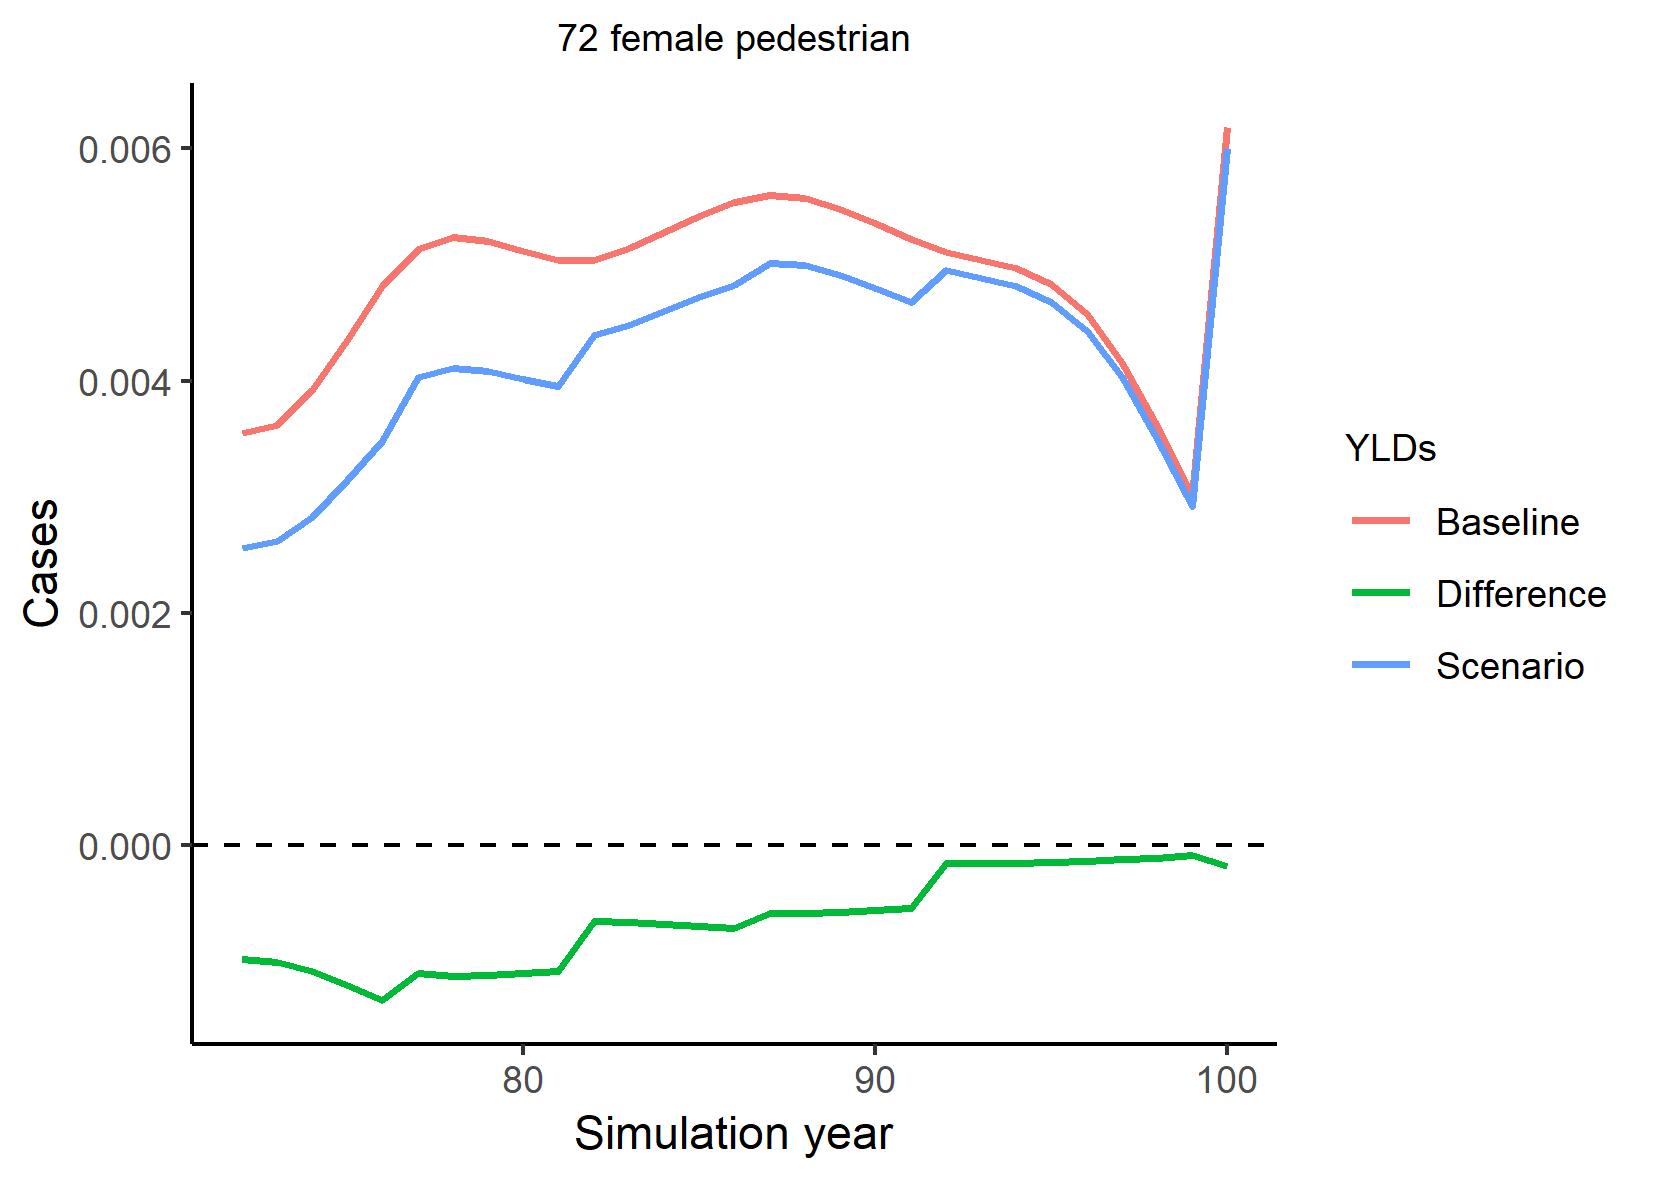 72 female pedestrian
0.006
0.004
0.002
0.000
Cases
80
90
100
Simulation year
YLDs
Baseline
Difference
Scenario